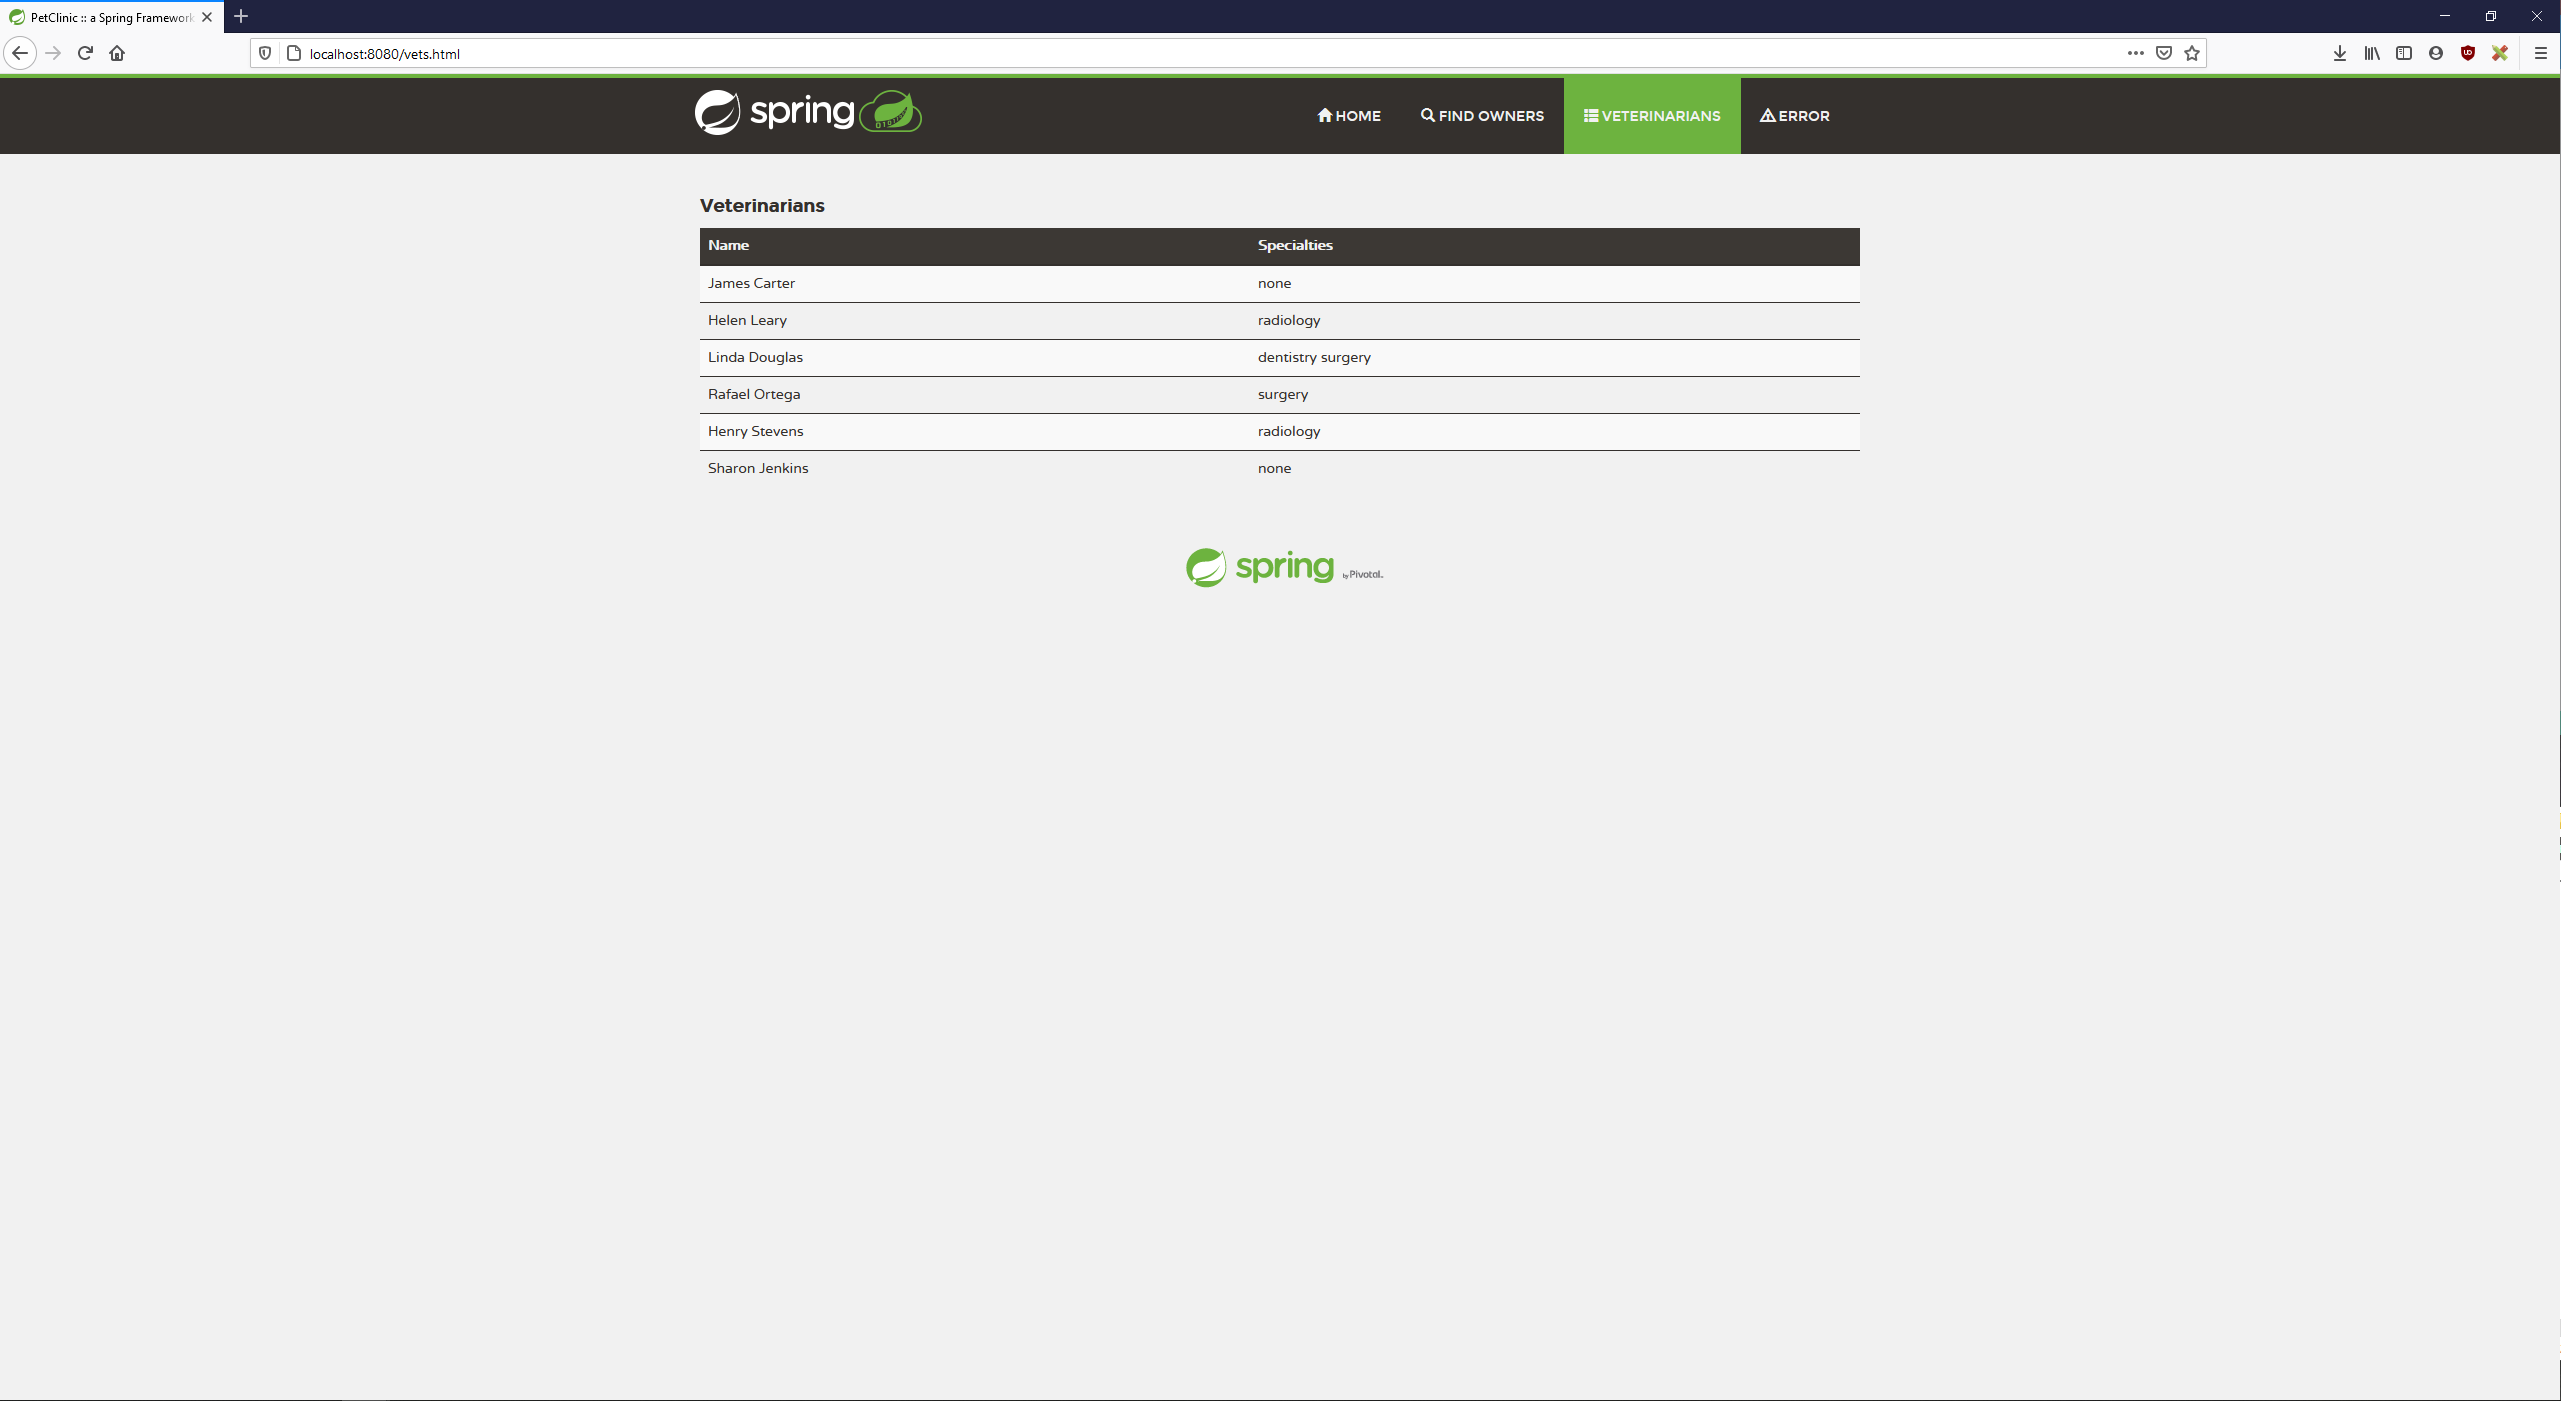 PetClinic :: a Spring Framework
localhost:8080/vets.html
spring
HOME FIND OWNERS VETERINARIANS ERROR
Veterinarians
Name Specialties
James Carter none
Helen Leary radiology
Linda Douglas dentistry surgery
Rafael Ortega surgery
Henry Stevens radiology
Sharon Jenkins none
spring by Pivotal.